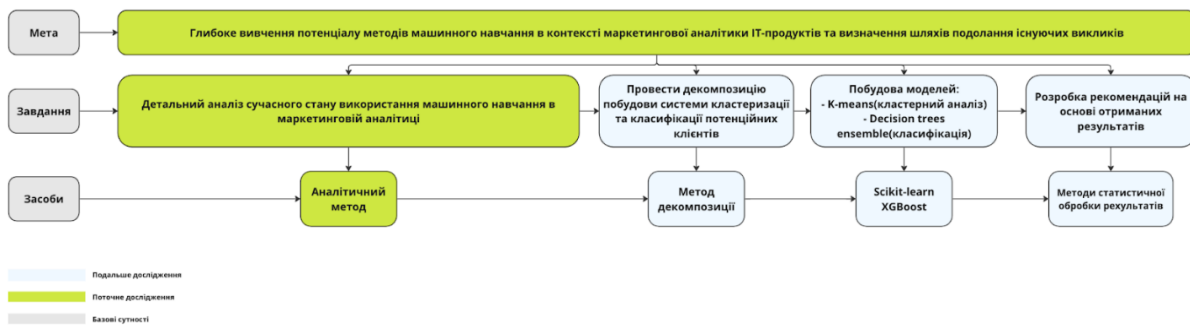 Мета
Глибоке вивчення потенціалу методів машинного навчання в контексті маркетингової аналітики IT-продуктів та визначення шляхів подолання існуючих викликів
Завдання
Детальний аналіз сучасного стану використання машинного навчання в
маркетинговій аналітиці
Провести декомпозицію
побудови системи кластеризації
та класифікації потенційних
клієнтів
Побудова моделей:
- K-means(кластерний аналіз)
- Decision trees
ensemble(класифікація)
Розробка рекомендацій на
основі отриманих
результатів
Засоби
Аналітичний
метод
Метод
декомпозиції
Scikit-learn
XGBoost
Методи статистичної
обробки рехультатів
Подальше дослідження
Поточне дослідження
Базові сутності